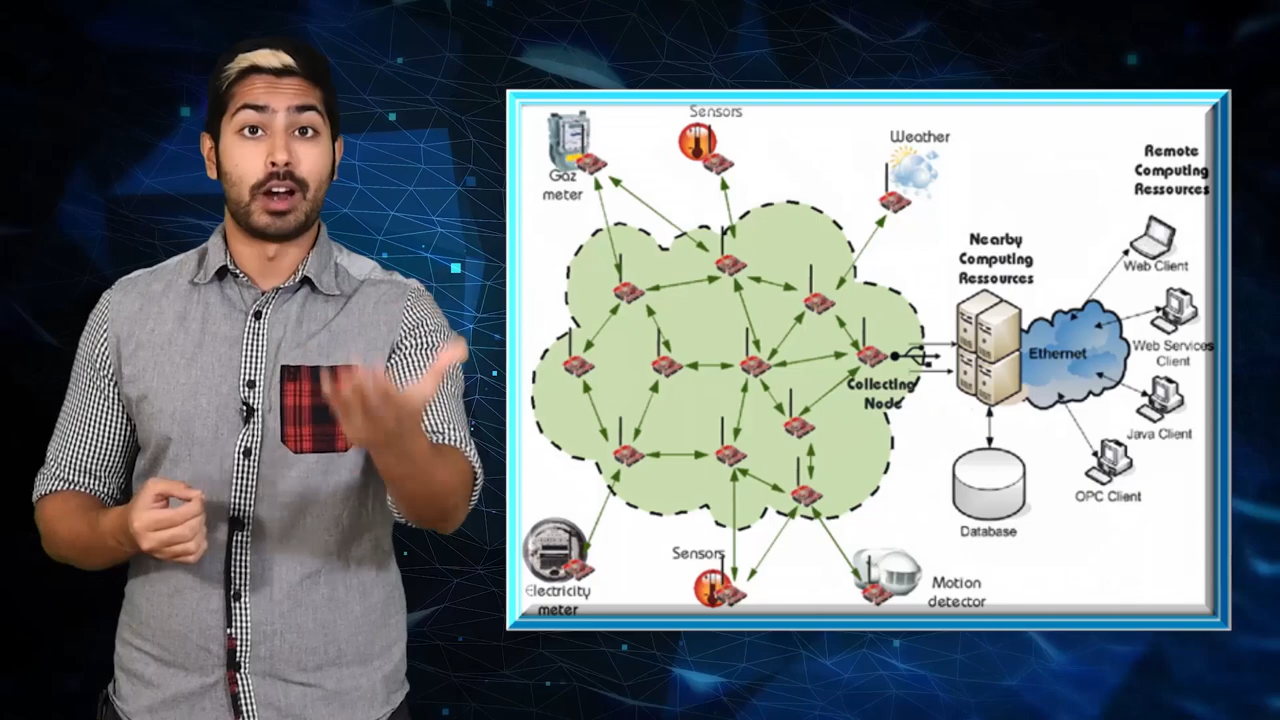 Sensors
Gaz
meter
Weather
Remote
Computing
Ressources
Nearby
Computing
Ressources
Web Client
Ethernet
Web Services
Client
Collecting
Node
Java Client
OPC Client
Database
Sensors
Electricity
meter
Motion
detector